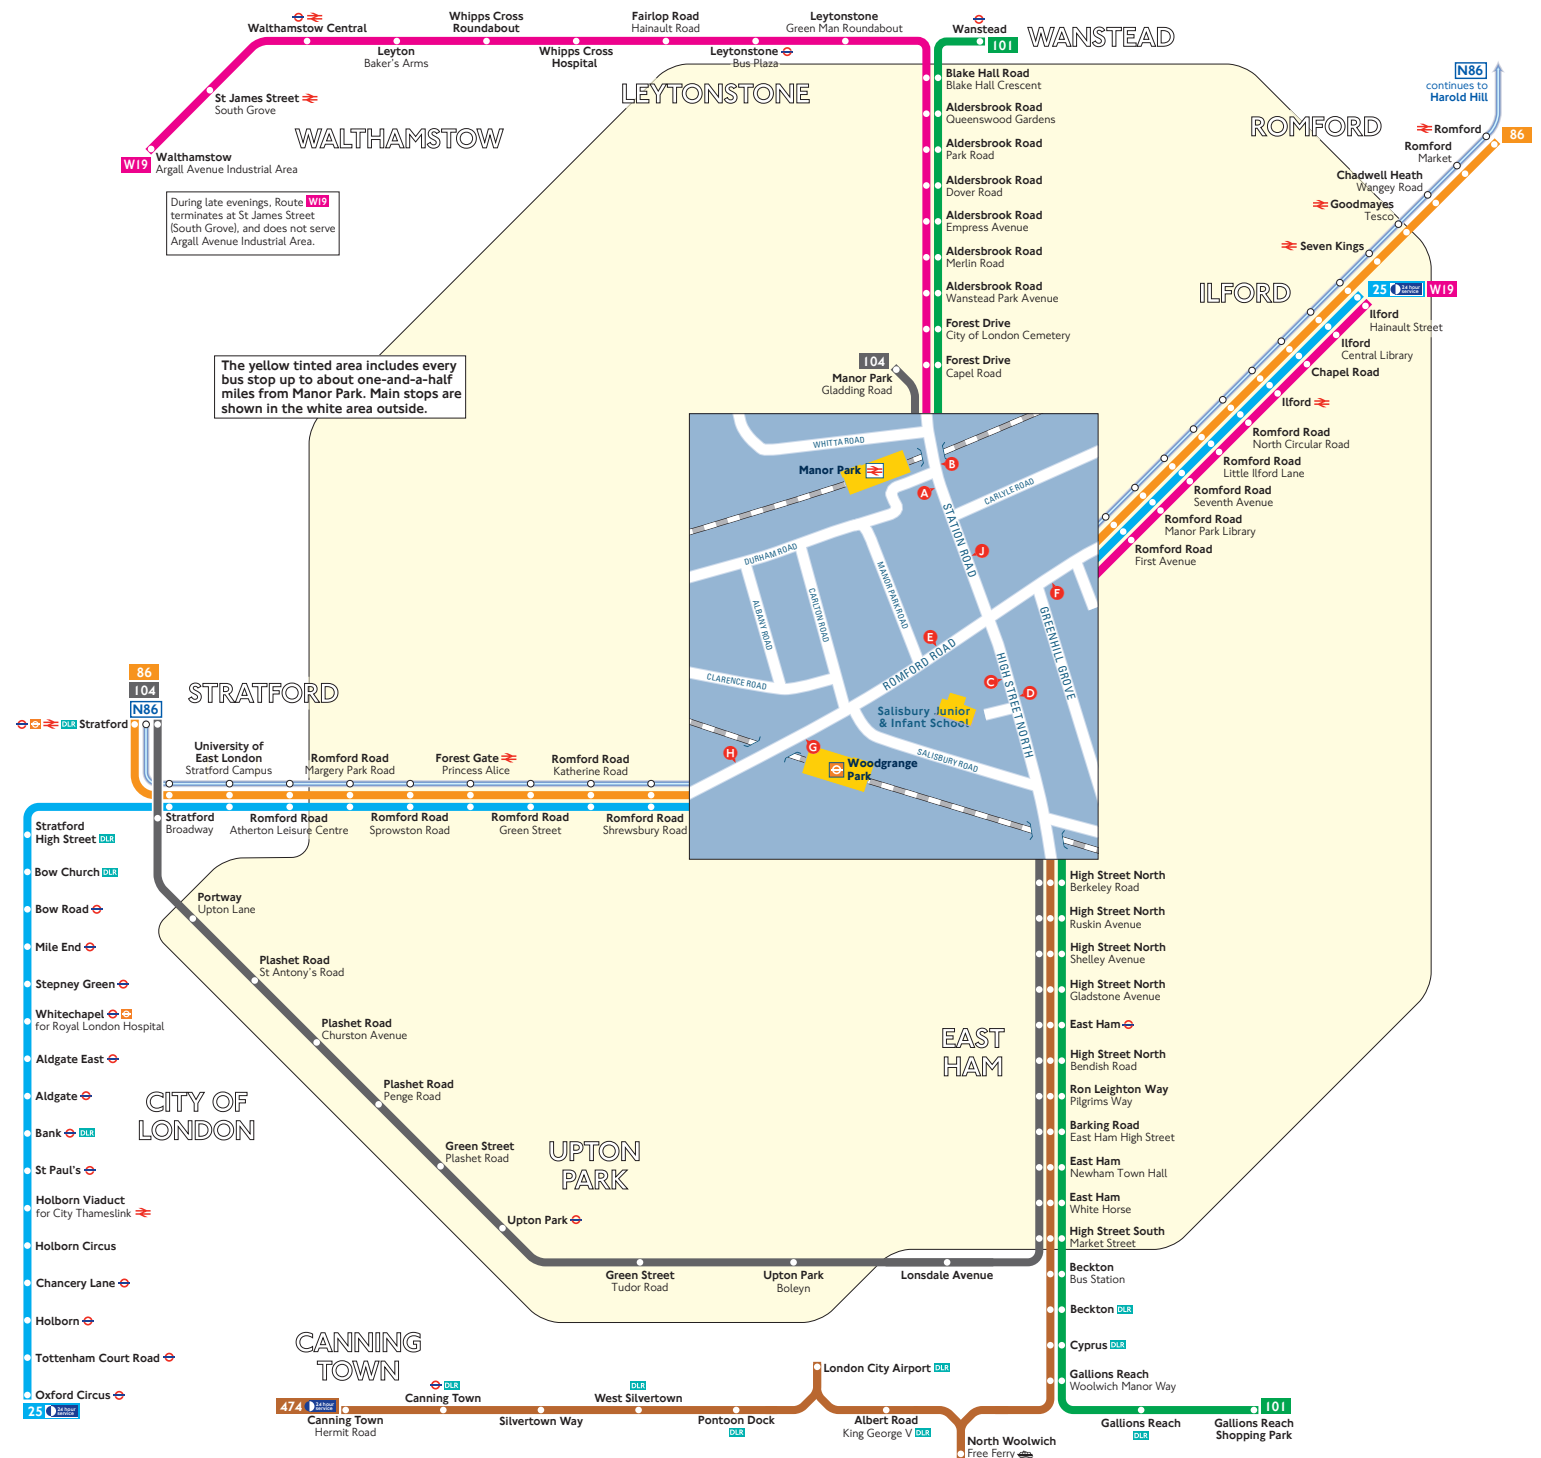 Walthamstow Central
Leyton
Baker's Arms
Whipps Cross
Roundabout
Whipps Cross
Hospital
Fairlop Road
Hainault Road
Leytonstone
Bus Plaza
Leytonstone
Green Man Roundabout
Wanstead
101
WANSTEAD
LEYTONSTONE
WALTHAMSTOW
St James Street
South Grove
W19
Walthamstow
Argall Avenue Industrial Area
During late evenings, Route W19
terminates at St James Street
(South Grove), and does not serve
Argall Avenue Industrial Area.
Blake Hall Road
Blake Hall Crescent
Aldersbrook Road
Queenswood Gardens
Aldersbrook Road
Park Road
Aldersbrook Road
Dover Road
Aldersbrook Road
Empress Avenue
Aldersbrook Road
Merlin Road
Aldersbrook Road
Wanstead Park Avenue
Forest Drive
City of London Cemetery
Forest Drive
Capel Road
104
Manor Park
Gladding Road
N86
continues to
Harold Hill
ROMFORD
Romford
86
Romford
Market
Chadwell Heath
Wangey Road
Goodmayes
Tesco
Seven Kings
ILFORD
25 24 hour
service
W19
Ilford
Hainault Street
Ilford
Central Library
Chapel Road
Ilford
Romford Road
North Circular Road
Romford Road
Little Ilford Lane
Romford Road
Seventh Avenue
Romford Road
Manor Park Library
Romford Road
First Avenue
The yellow tinted area includes every
bus stop up to about one-and-a-half
miles from Manor Park. Main stops are
shown in the white area outside.
WHITTA ROAD
Manor Park
B
A
CARLYLE ROAD
STATION ROAD
J
DURHAM ROAD
ALBANY ROAD
CARLTON ROAD
MANOR PARK ROAD
F
E
ROMFORD ROAD
GREENHILL GROVE
HIGH STREET NORTH
CLARENCE ROAD
C
D
Salisbury Junior
& Infant School
H
G
SALISBURY ROAD
Woodgrange
Park
86
104
N86
STRATFORD
DLR Stratford
University of
East London
Stratford Campus
Romford Road
Margery Park Road
Forest Gate
Princess Alice
Romford Road
Katherine Road
Stratford
Broadway
Romford Road
Atherton Leisure Centre
Romford Road
Sprowston Road
Romford Road
Green Street
Romford Road
Shrewsbury Road
Stratford
High Street DLR
Bow Church DLR
Bow Road
Mile End
Stepney Green
Whitechapel
for Royal London Hospital
Aldgate East
Aldgate
Bank DLR
St Paul's
Holborn Viaduct
for City Thameslink
Holborn Circus
Chancery Lane
Holborn
Tottenham Court Road
Oxford Circus
25 24 hour
service
CITY OF
LONDON
Portway
Upton Lane
Plashet Road
St Antony's Road
Plashet Road
Churston Avenue
Plashet Road
Penge Road
Green Street
Plashet Road
UPTON
PARK
Upton Park
Green Street
Tudor Road
Upton Park
Boleyn
Lonsdale Avenue
EAST
HAM
High Street North
Berkeley Road
High Street North
Ruskin Avenue
High Street North
Shelley Avenue
High Street North
Gladstone Avenue
East Ham
High Street North
Bendish Road
Ron Leighton Way
Pilgrims Way
Barking Road
East Ham High Street
East Ham
Newham Town Hall
East Ham
White Horse
High Street South
Market Street
Beckton
Bus Station
Beckton DLR
Cyprus DLR
Gallions Reach
Woolwich Manor Way
101
Gallions Reach
DLR
Gallions Reach
Shopping Park
CANNING
TOWN
474 24 hour
service
Canning Town
Hermit Road
DLR
Canning Town
Silvertown Way
DLR
West Silvertown
Pontoon Dock
DLR
London City Airport DLR
Albert Road
King George V DLR
North Woolwich
Free Ferry